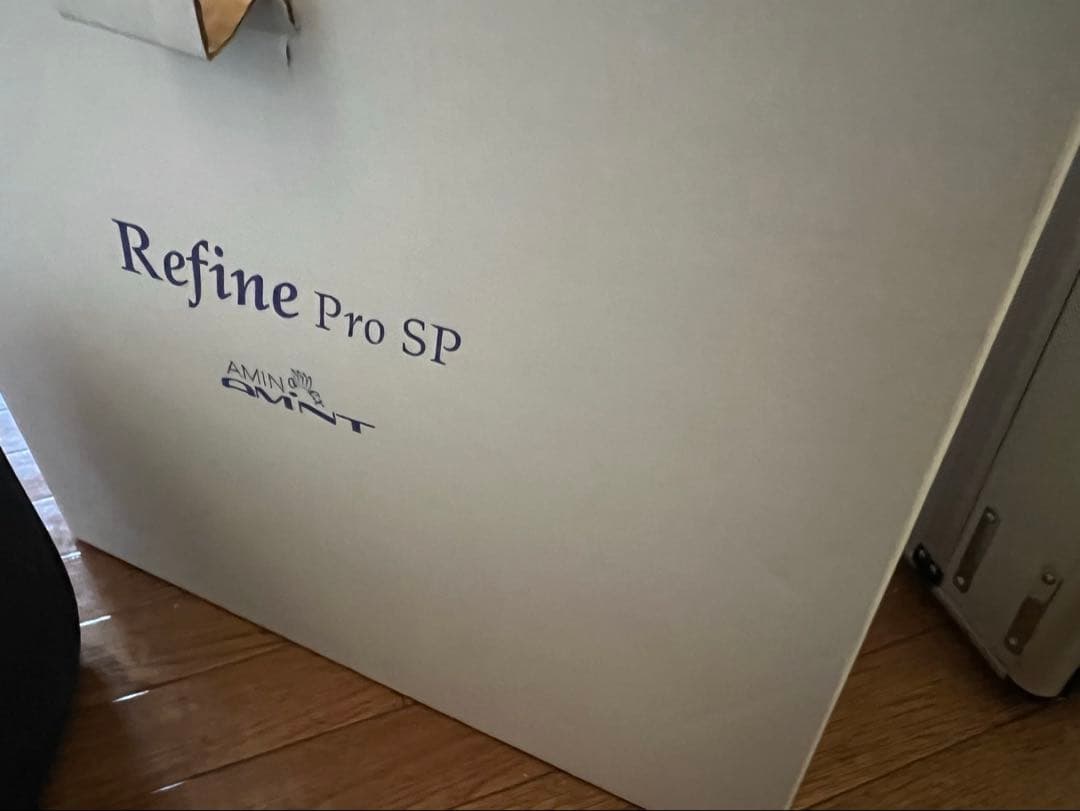 Refine Pro SP
AMINO
aMiNT